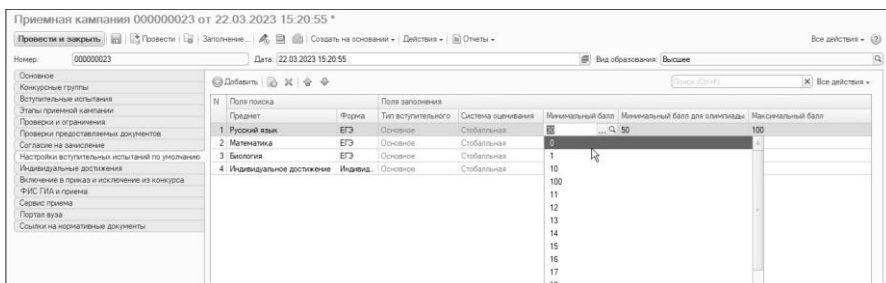 Приемная кампания 000000023 от 22.03.2023 15:20:55 *
Провести и закрыть Провести Заполнение... Создать на основании Действия Отчеты Все действия
Номер: 000000023 Дата: 22.03.2023 15:20:55 Вид образования: Высшее
Основное
Конкурсные группы
Вступительные испытания
Этапы приемной кампании
Проверки и ограничения
Проверки предоставляемых документов
Согласие на зачисление
Настройки вступительных испытаний по умолчанию
Индивидуальные достижения
Включение в приказ и исключение из конкурса
ФИС ГИА и приема
Сервис приема
Портал вуза
Ссылки на нормативные документы
Добавить Поиск (Ctrl+F) Все действия
N Поля поиска Поля заполнения
Предмет Форма Тип вступительного Система оценивания Минимальный балл Минимальный балл для олимпиады Максимальный балл
1 Русский язык ЕГЭ Основное Стобалльная ... 50 100
2 Математика ЕГЭ Основное Стобалльная
3 Биология ЕГЭ Основное Стобалльная
4 Индивидуальное достижение Индивид... Основное Стобалльная
0
1
10
100
11
12
13
14
15
16
17